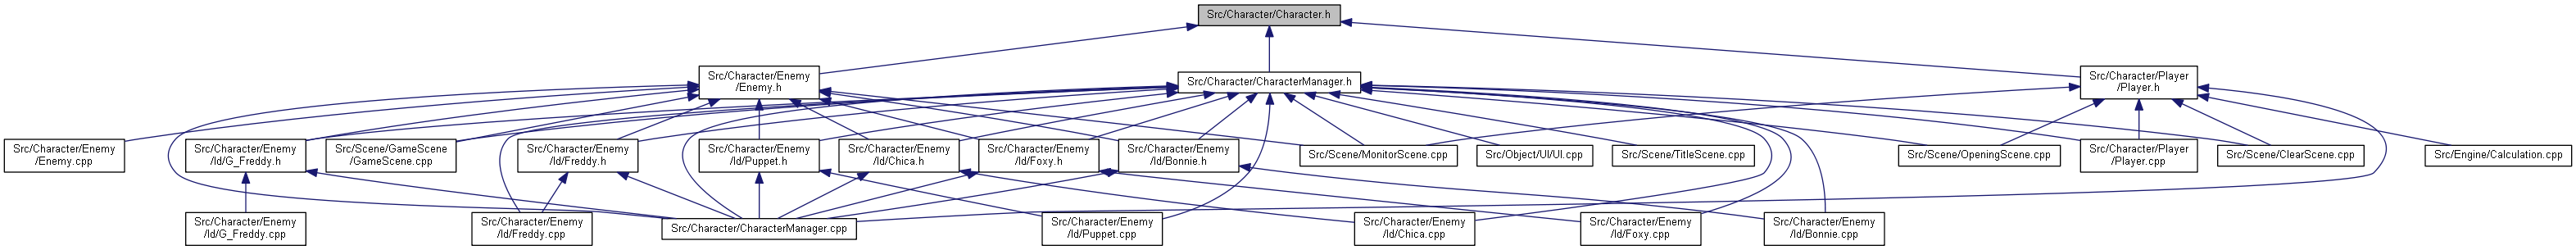 Src/Character/Character.h
Src/Character/Enemy
/Enemy.h
Src/Character/CharacterManager.h
Src/Character/Player
/Player.h
Src/Character/Enemy
/Enemy.cpp
Src/Character/Enemy
/Id/G_Freddy.h
Src/Scene/GameScene
/GameScene.cpp
Src/Character/Enemy
/Id/Freddy.h
Src/Character/Enemy
/Id/Puppet.h
Src/Character/Enemy
/Id/Chica.h
Src/Character/Enemy
/Id/Foxy.h
Src/Character/Enemy
/Id/Bonnie.h
Src/Scene/MonitorScene.cpp
Src/Object/UI/UI.cpp
Src/Scene/TitleScene.cpp
Src/Scene/OpeningScene.cpp
Src/Character/Player
/Player.cpp
Src/Scene/ClearScene.cpp
Src/Engine/Calculation.cpp
Src/Character/Enemy
/Id/G_Freddy.cpp
Src/Character/Enemy
/Id/Freddy.cpp
Src/Character/CharacterManager.cpp
Src/Character/Enemy
/Id/Puppet.cpp
Src/Character/Enemy
/Id/Chica.cpp
Src/Character/Enemy
/Id/Foxy.cpp
Src/Character/Enemy
/Id/Bonnie.cpp